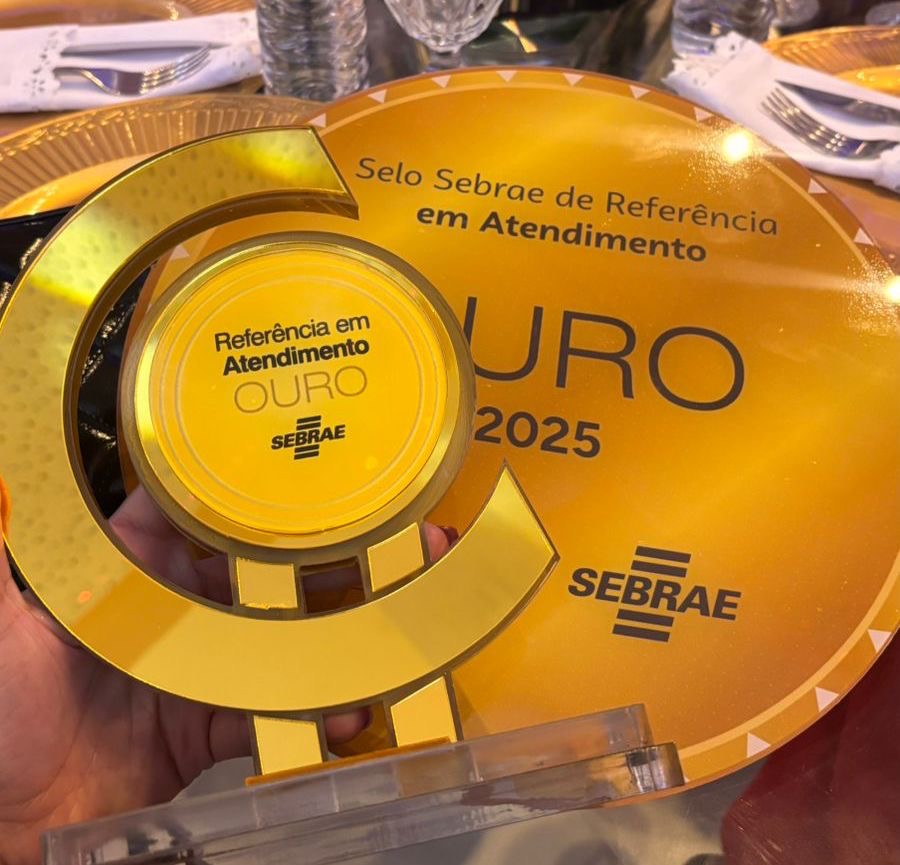 Selo Sebrae de Referência
em Atendimento
URO
2025
SEBRAE
Referência em
Atendimento
OURO
SEBRAE